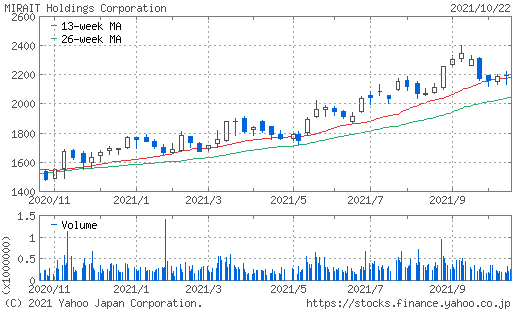 MIRAIT Holdings Corporation 2021/10/22
2600
13-week MA
26-week MA
2400
2200
2000
1800
1600
1400
2020/11 2021/1 2021/3 2021/5 2021/7 2021/9
1.5
Volume
1
0.5
0
(x1000000)
2020/11 2021/1 2021/3 2021/5 2021/7 2021/9
(C) 2021 Yahoo Japan Corporation. https://stocks.finance.yahoo.co.jp/